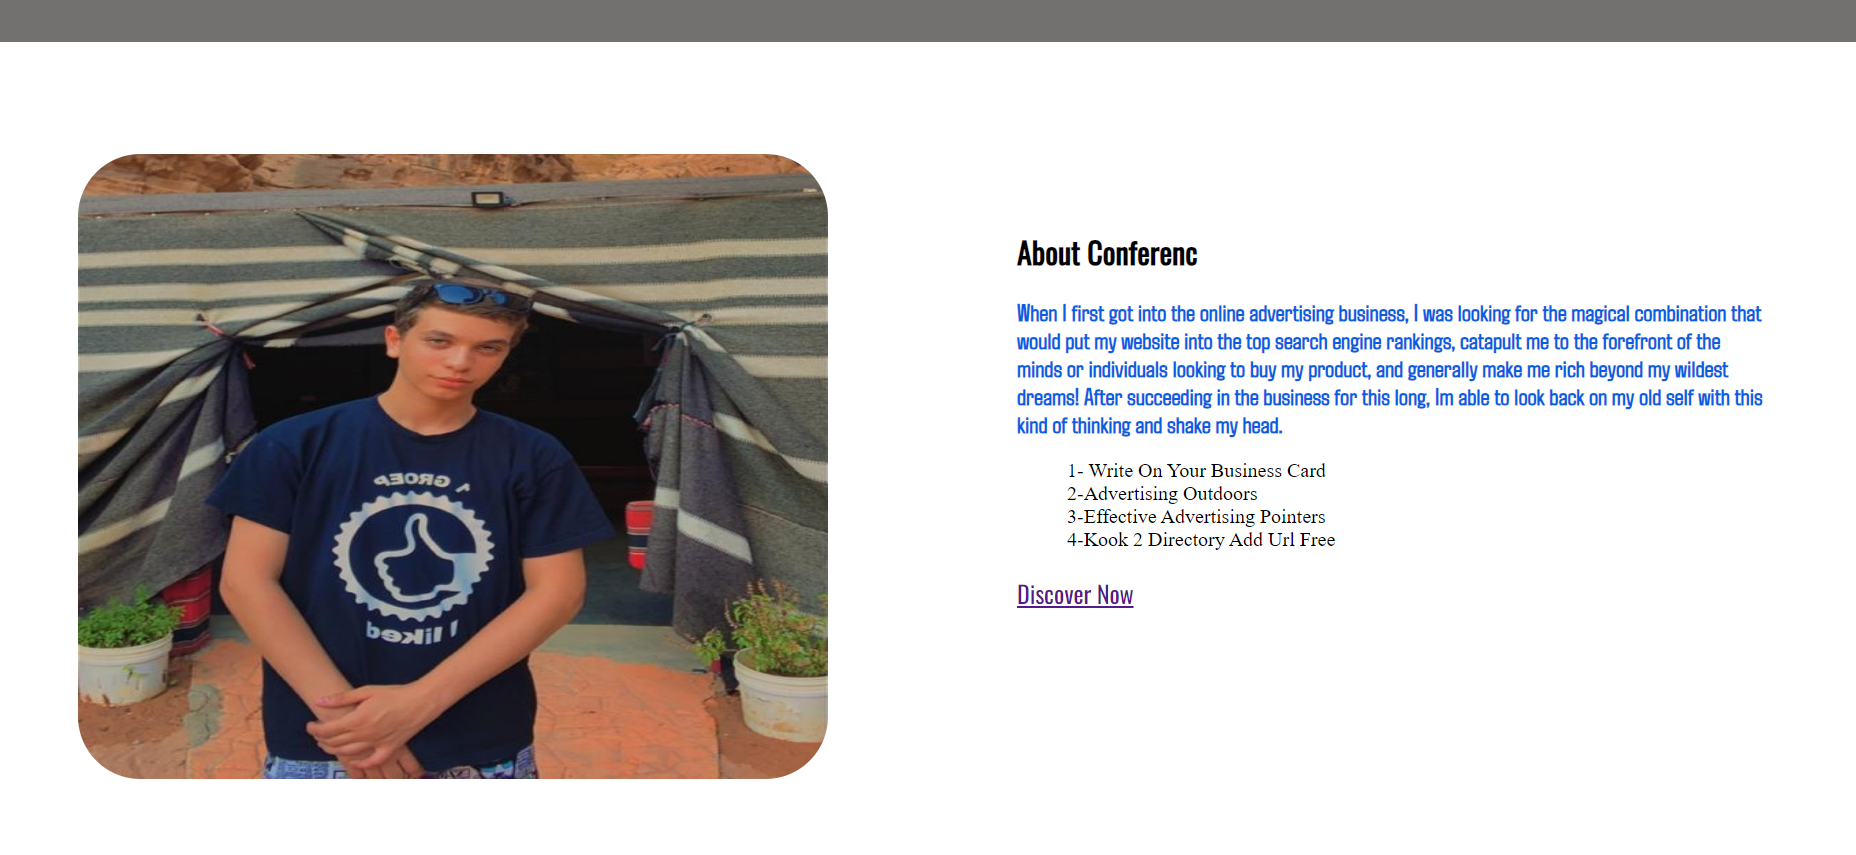 A GROEP
I liked
About Conferenc
When I first got into the online advertising business, I was looking for the magical combination that
would put my website into the top search engine rankings, catapult me to the forefront of the
minds or individuals looking to buy my product, and generally make me rich beyond my wildest
dreams! After succeeding in the business for this long, Im able to look back on my old self with this
kind of thinking and shake my head.
1- Write On Your Business Card
2-Advertising Outdoors
3-Effective Advertising Pointers
4-Kook 2 Directory Add Url Free
Discover Now